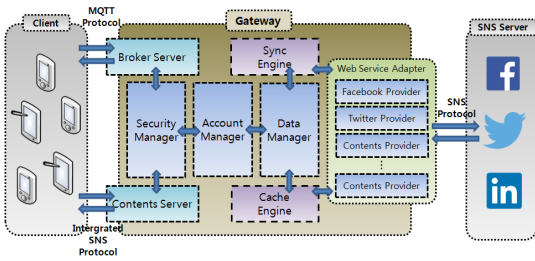 MQTT
Protocol
Client
Gateway
SNS Server
Broker Server
Sync
Engine
Web Service Adapter
Facebook Provider
Twitter Provider
Contents Provider
Contents Provider
Security
Manager
Account
Manager
Data
Manager
SNS
Protocol
Contents Server
Cache
Engine
Intergrated
SNS
Protocol
f
in